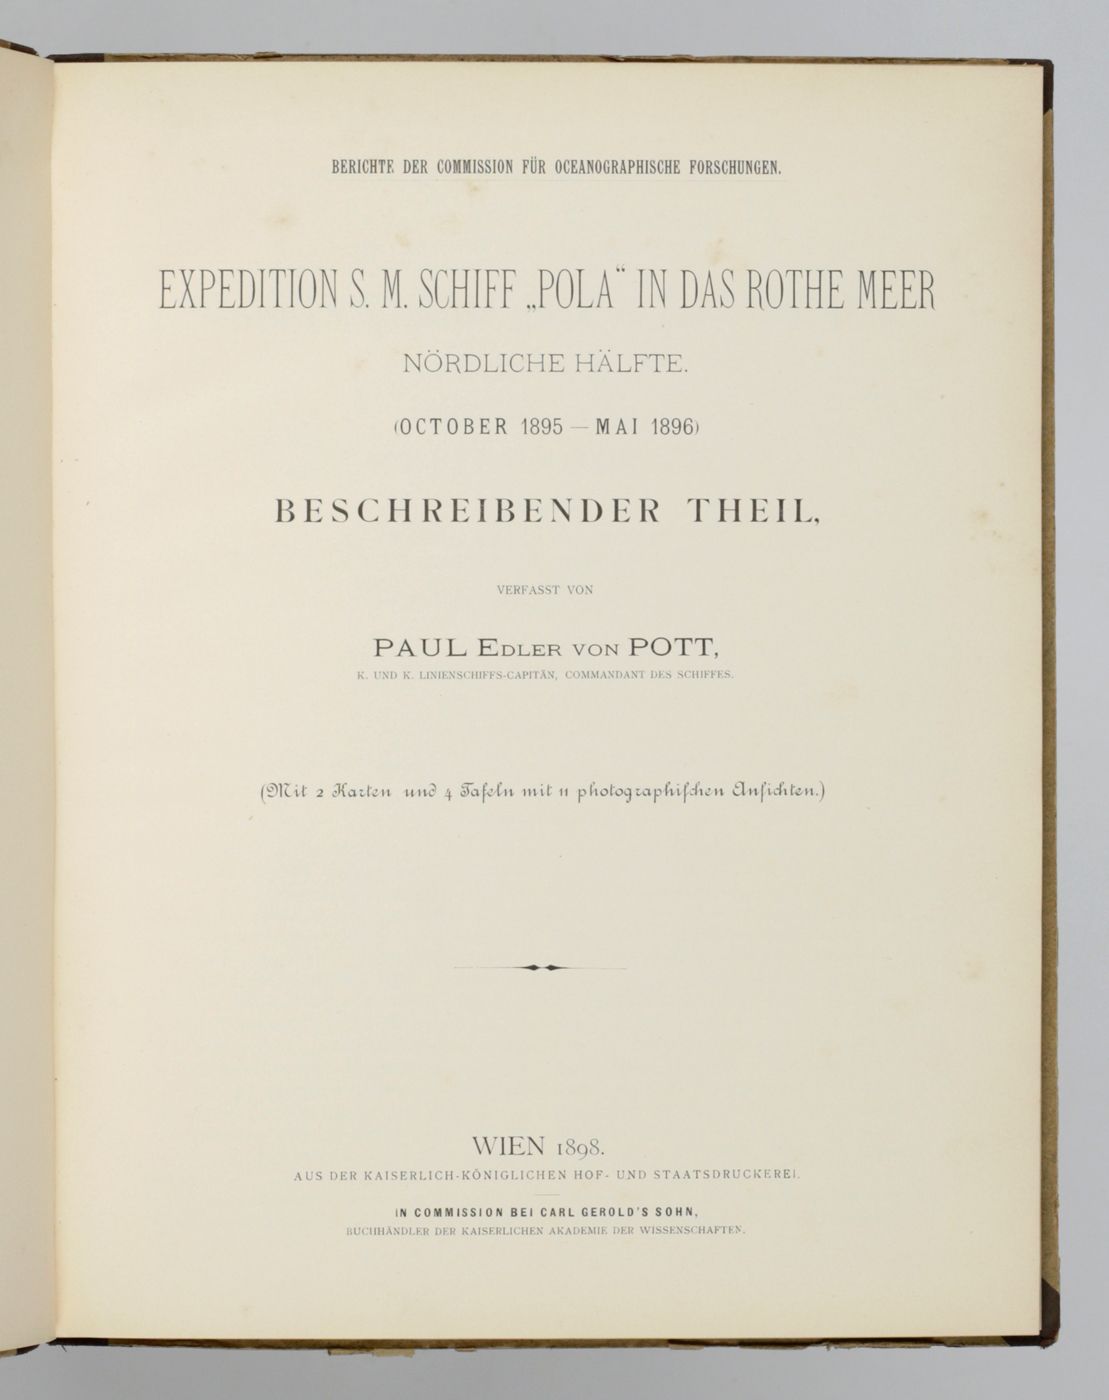 BERICHTE DER COMMISSION FÜR OCEANOGRAPHISCHE FORSCHUNGEN.
EXPEDITION S. M. SCHIFF „POLA“ IN DAS ROTHE MEER
NÖRDLICHE HÄLFTE.
(OCTOBER 1895 — MAI 1896)
BESCHREIBENDER THEIL,
VERFASST VON
PAUL EDLER VON POTT,
K. UND K. LINIENSCHIFFS-CAPITÄN, COMMANDANT DES SCHIFFES.
(Mit 2 Karten und 4 Tafeln mit 11 photographiſchen Anſichten.)
WIEN 1898.
AUS DER KAISERLICH-KÖNIGLICHEN HOF- UND STAATSDRUCKEREI.
IN COMMISSION BEI CARL GEROLD'S SOHN,
BUCHHÄNDLER DER KAISERLICHEN AKADEMIE DER WISSENSCHAFTEN.